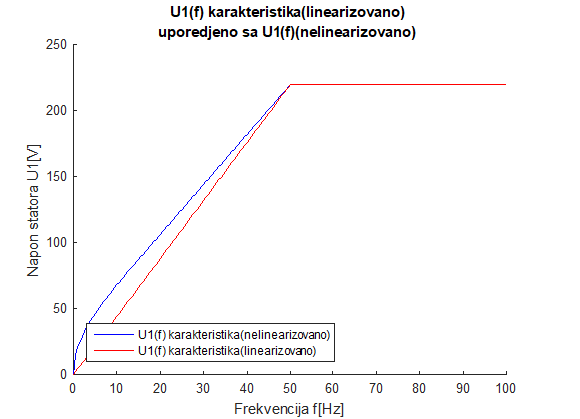 U1(f) karakteristika(linearizovano)
uporedjeno sa U1(f)(nelinearizovano)
Napon statora U1[V]
250
200
150
100
50
0
U1(f) karakteristika(nelinearizovano)
U1(f) karakteristika(linearizovano)
0 10 20 30 40 50 60 70 80 90 100
Frekvencija f[Hz]